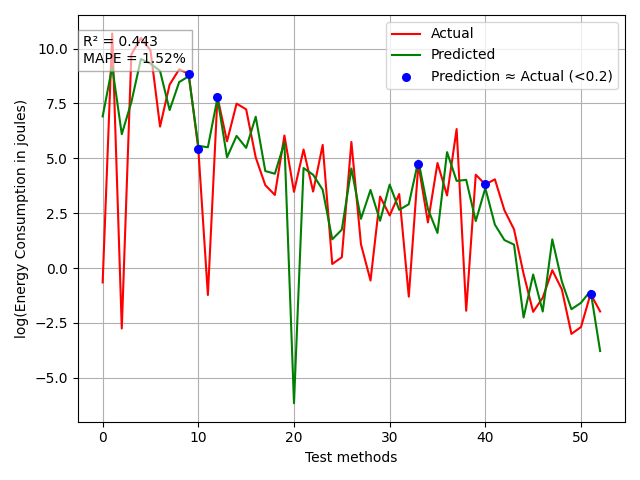 R² = 0.443
MAPE = 1.52%
Actual
Predicted
Prediction ≈ Actual (<0.2)
log(Energy Consumption in joules)
10.0
7.5
5.0
2.5
0.0
−2.5
−5.0
0 10 20 30 40 50
Test methods